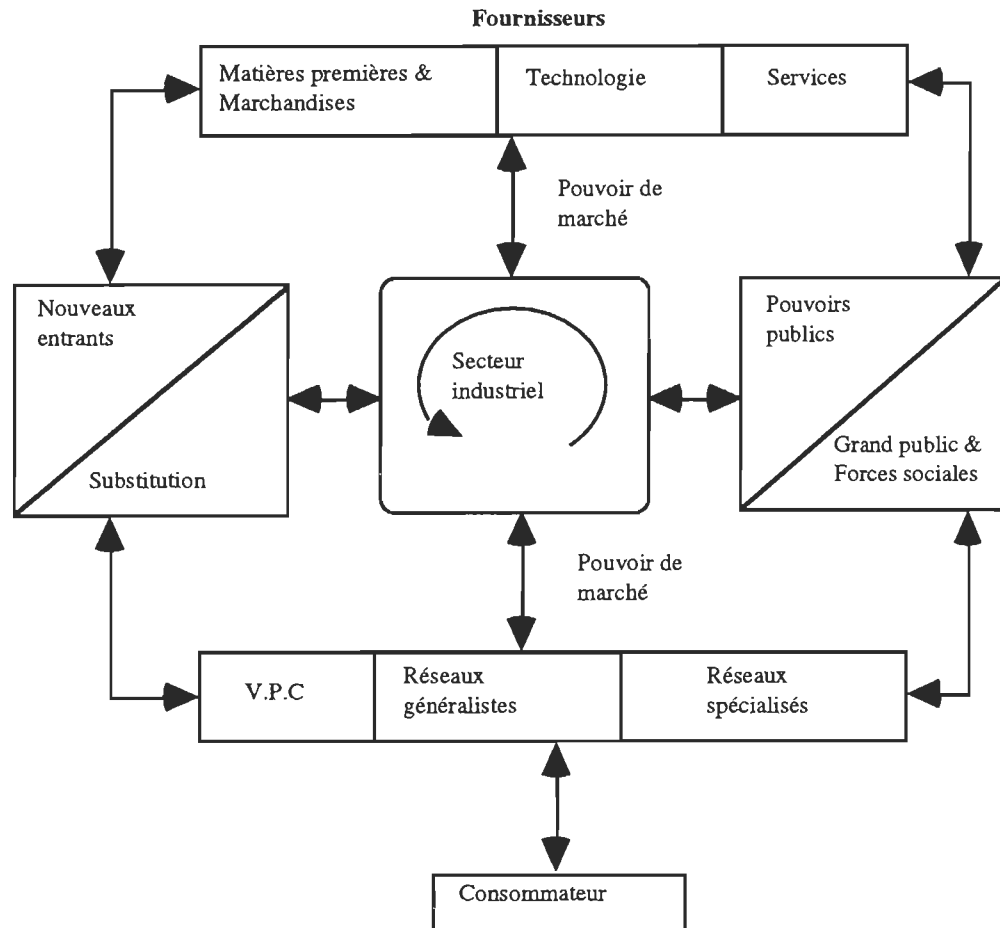 Fournisseurs
Matières premières &
Marchandises
Technologie
Services
Pouvoir de
marché
Nouveaux
entrants
Substitution
Secteur
industriel
Pouvoirs
publics
Grand public &
Forces sociales
Pouvoir de
marché
V.P.C
Réseaux
généralistes
Réseaux
spécialisés
Consommateur